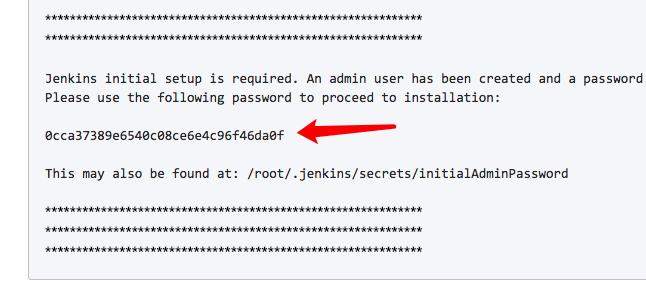 *************************************************************
*************************************************************
Jenkins initial setup is required. An admin user has been created and a password
Please use the following password to proceed to installation:
0cca37389e6540c08ce6e4c96f46da0f
This may also be found at: /root/.jenkins/secrets/initialAdminPassword
*************************************************************
*************************************************************
*************************************************************